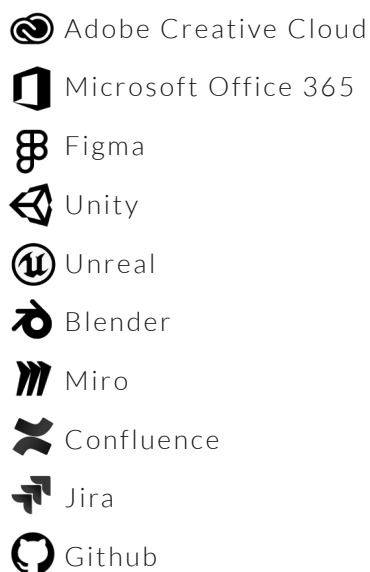 Adobe Creative Cloud
Microsoft Office 365
Figma
Unity
Unreal
Blender
Miro
Confluence
Jira
Github